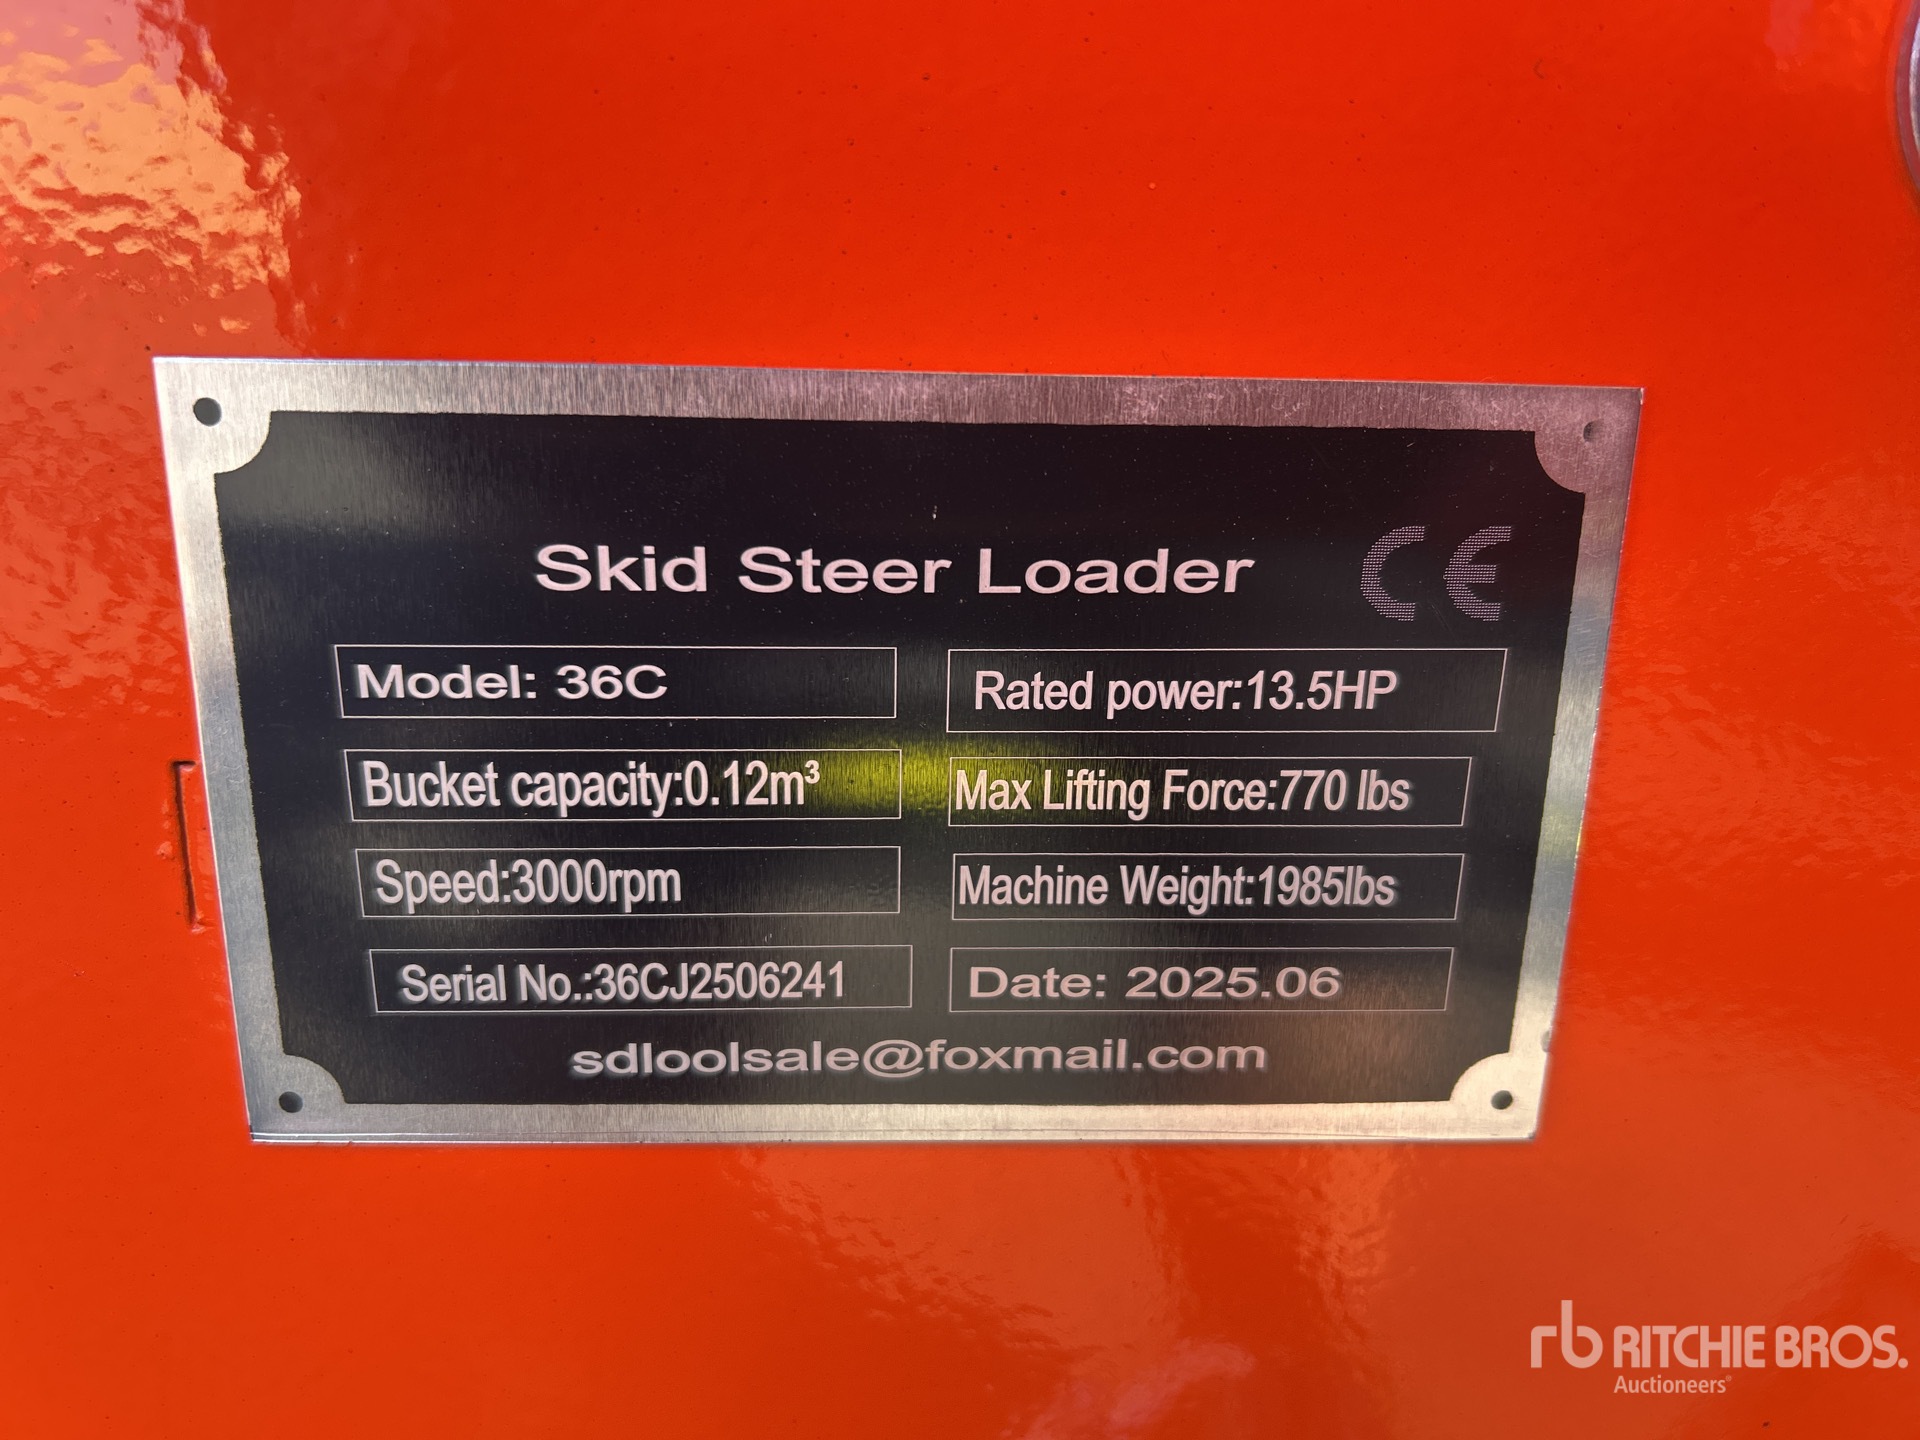 Skid Steer Loader CE
Model: 36C
Rated power:13.5HP
Bucket capacity:0.12m³
Max Lifting Force:770 lbs
Speed:3000rpm
Machine Weight:1985lbs
Serial No.:36CJ2506241
Date: 2025.06
sdloolsale@foxmail.com
rb RITCHIE BROS.
Auctioneers®